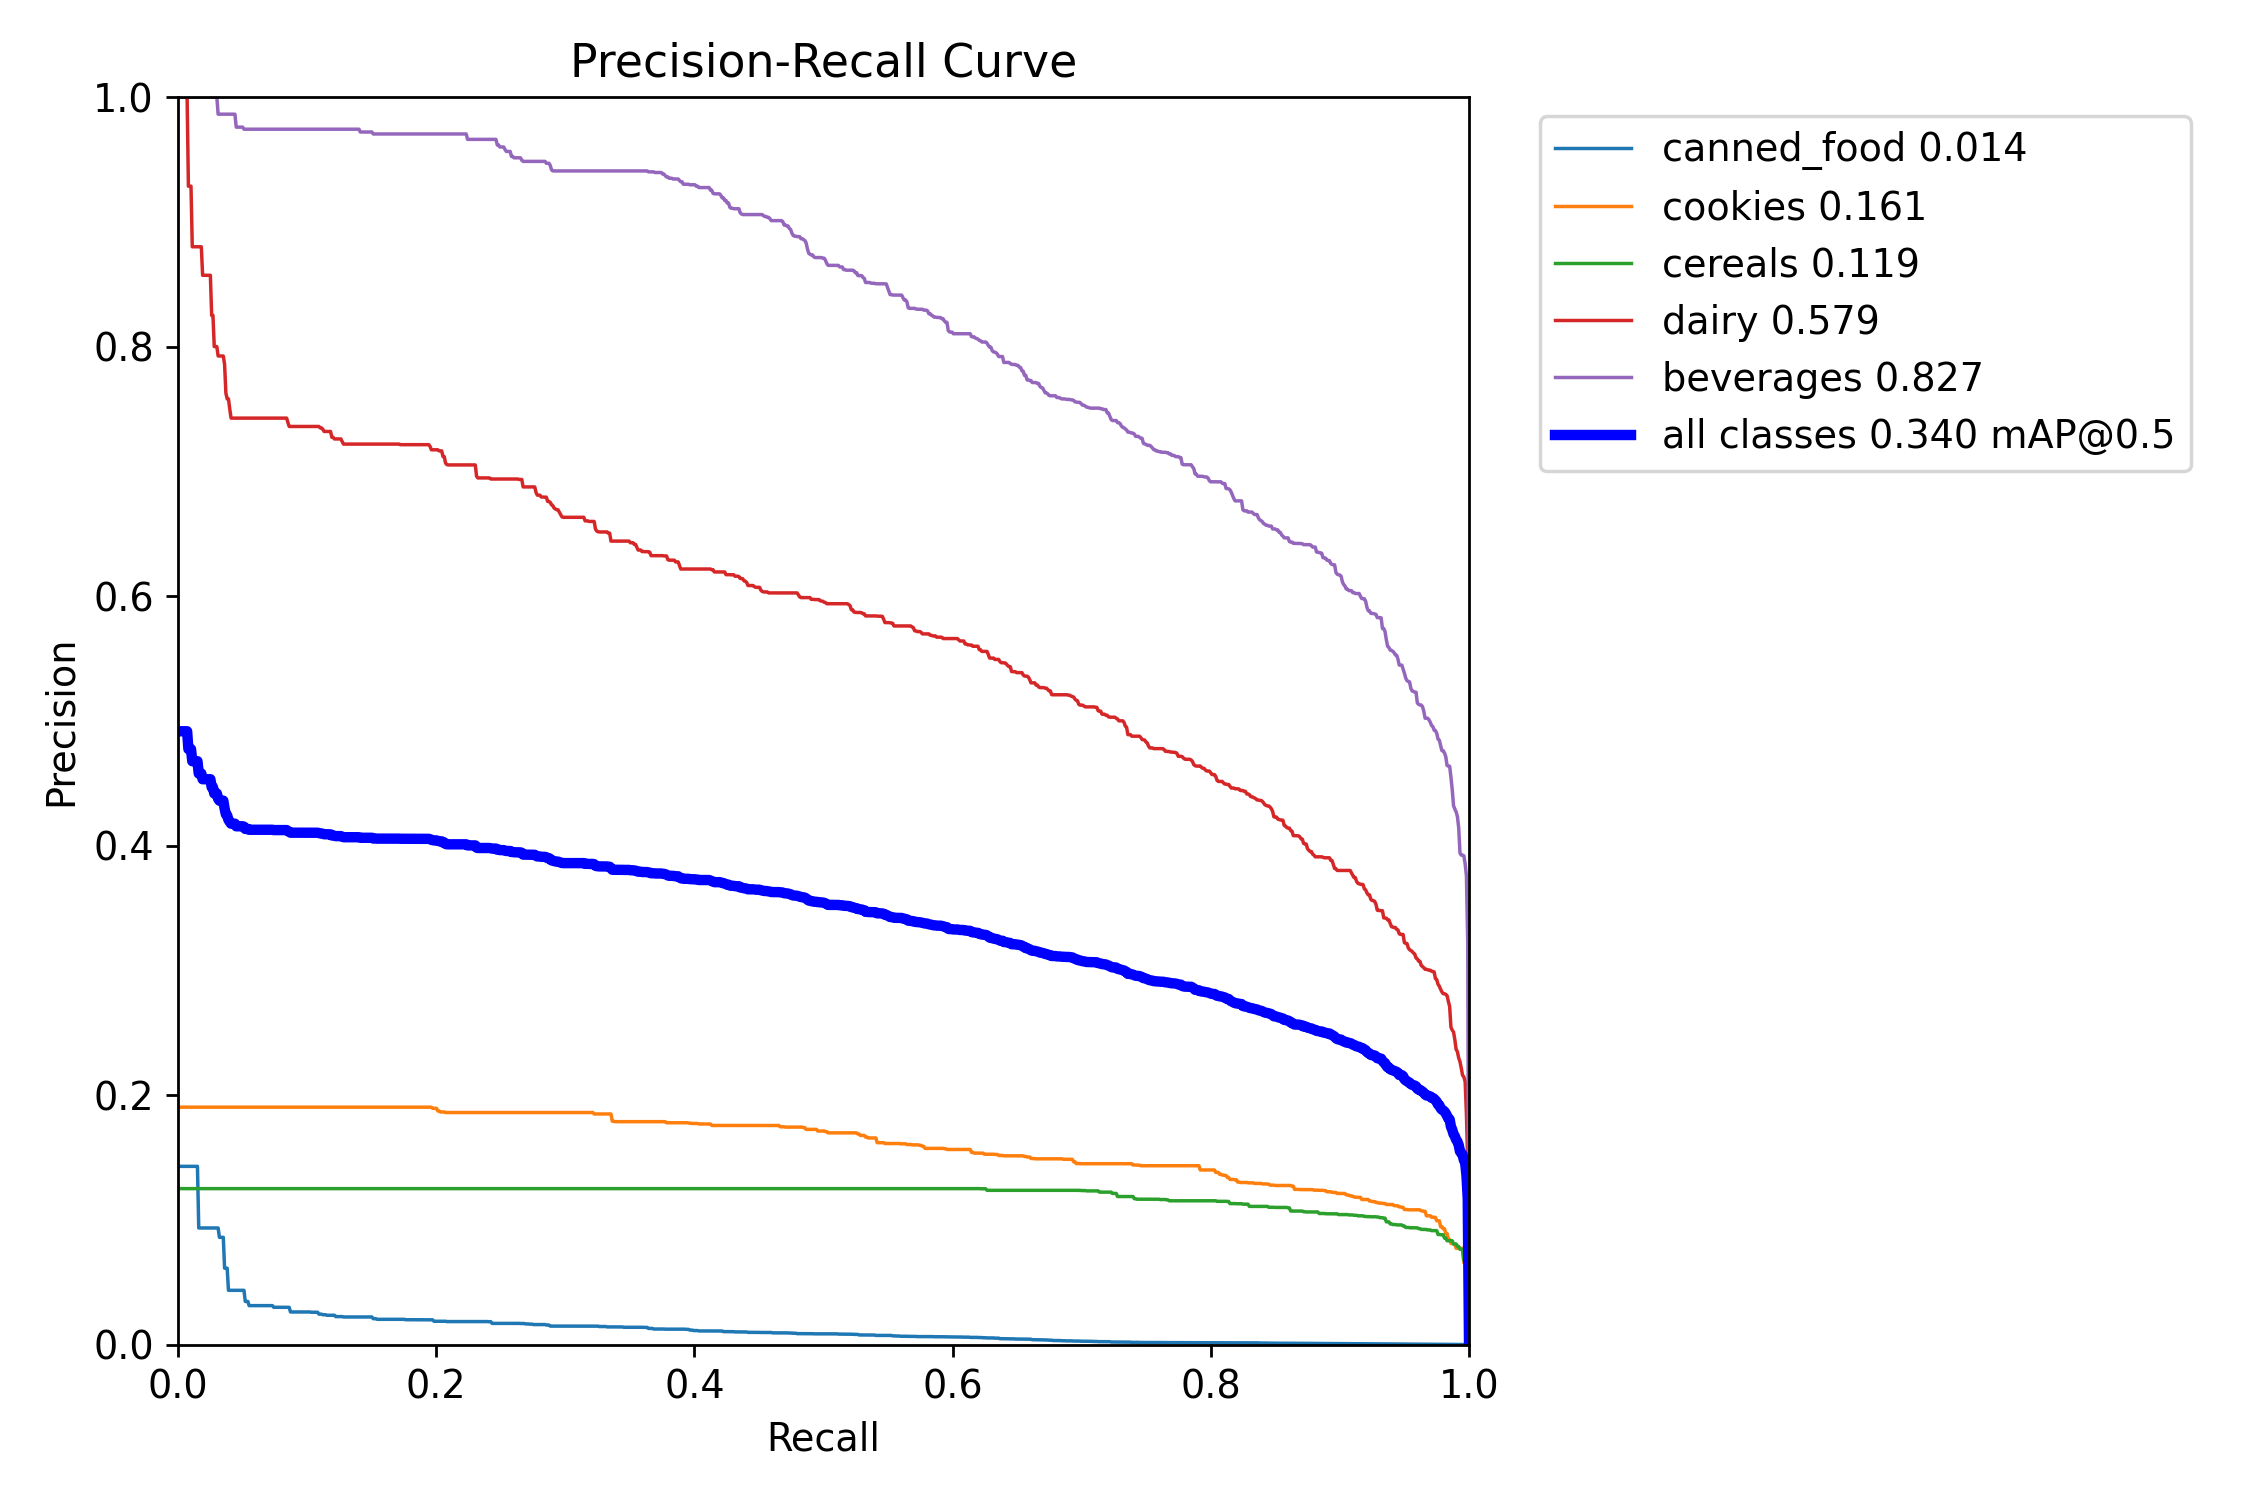 Precision-Recall Curve
1.0
0.8
0.6
0.4
0.2
0.0
Precision
0.0 0.2 0.4 0.6 0.8 1.0
Recall
canned_food 0.014
cookies 0.161
cereals 0.119
dairy 0.579
beverages 0.827
all classes 0.340 mAP@0.5